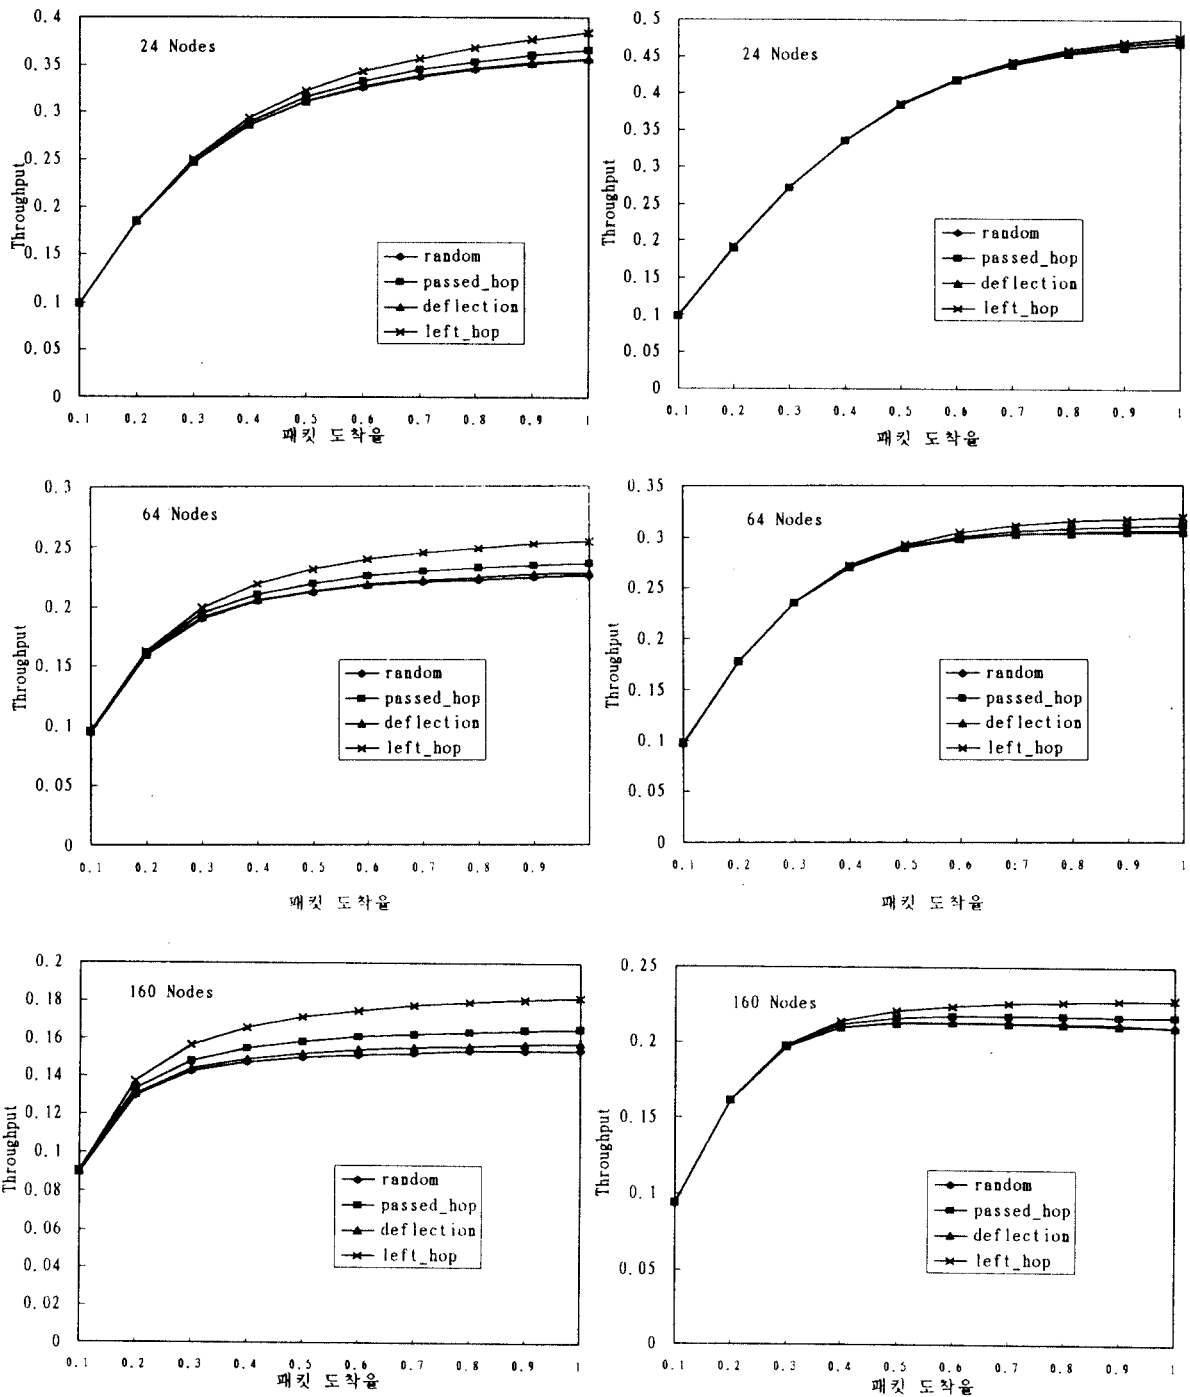 0.4
0.35
0.3
0.25
0.2
0.15
0.1
0.05
0
Throughput
24 Nodes
random
passed_hop
deflection
left_hop
0.1 0.2 0.3 0.4 0.5 0.6 0.7 0.8 0.9 1
패킷 도착율
0.5
0.45
0.4
0.35
0.3
0.25
0.2
0.15
0.1
0.05
0
Throughput
24 Nodes
random
passed_hop
deflection
left_hop
0.1 0.2 0.3 0.4 0.5 0.6 0.7 0.8 0.9 1
패킷 도착율
0.3
0.25
0.2
0.15
0.1
0.05
0
Throughput
64 Nodes
random
passed_hop
deflection
left_hop
0.1 0.2 0.3 0.4 0.5 0.6 0.7 0.8 0.9
패킷 도착율
0.35
0.3
0.25
0.2
0.15
0.1
0.05
0
Throughput
64 Nodes
random
passed_hop
deflection
left_hop
0.1 0.2 0.3 0.4 0.5 0.6 0.7 0.8 0.9 1
패킷 도착율
0.2
0.18
0.16
0.14
0.12
0.1
0.08
0.06
0.04
0.02
0
Throughput
160 Nodes
random
passed_hop
deflection
left_hop
0.1 0.2 0.3 0.4 0.5 0.6 0.7 0.8 0.9 1
패킷 도착율
0.25
0.2
0.15
0.1
0.05
0
Throughput
160 Nodes
random
passed_hop
deflection
left_hop
0.1 0.2 0.3 0.4 0.5 0.6 0.7 0.8 0.9 1
패킷 도착율